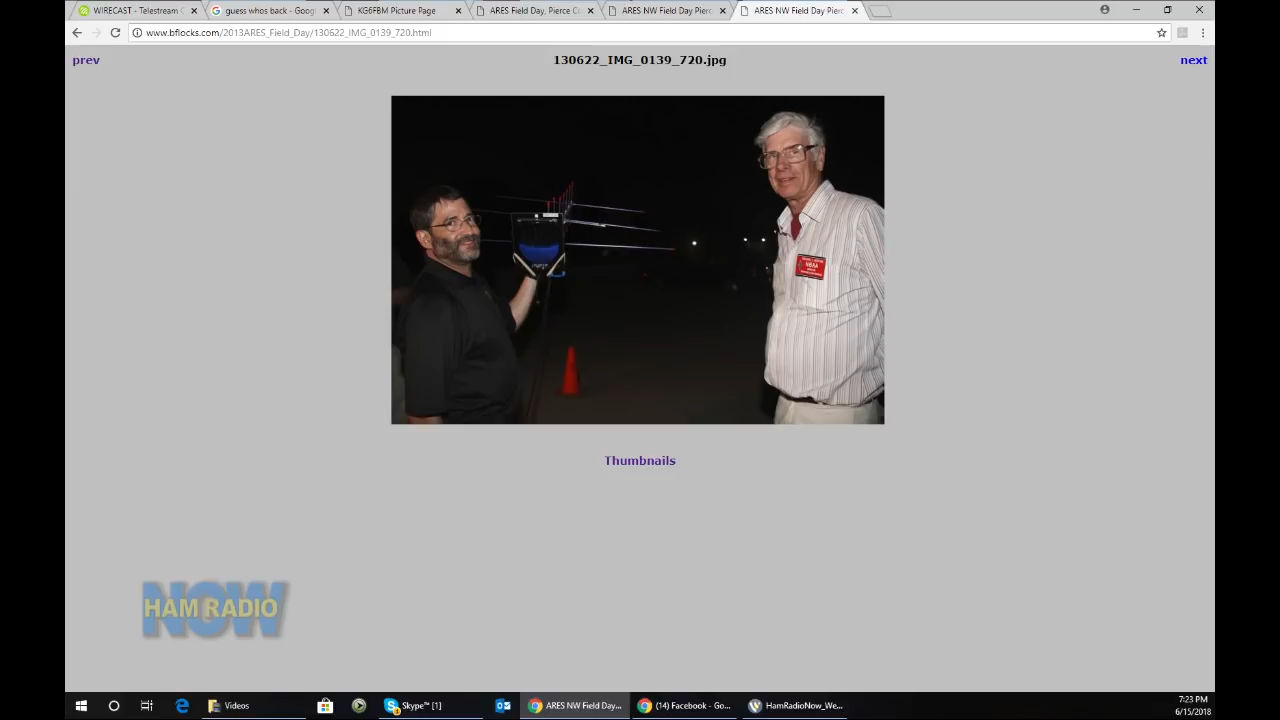 WIRECAST - Telestream C
guess whos back - Googl
KG6FBM Picture Page
ARES Field Day, Pierce C
ARES NW Field Day Pierc
ARES NW Field Day Pierc
www.bflocks.com/2013ARES_Field_Day/130622_IMG_0139_720.html
prev
130622_IMG_0139_720.jpg
next
Thumbnails
NOW
HAM RADIO
Videos
Skype™ [1]
ARES NW Field Day...
(14) Facebook - Go...
HamRadioNow_We...
7:23 PM
6/15/2018